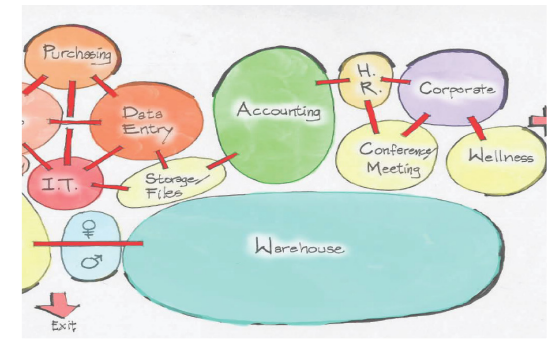 Purchasing
Data
Entry
I.T.
Storage/
Files
Accounting
H.
R.
Corporate
Conference/
Meeting
Wellness
♀
♂
Warehouse
Exit